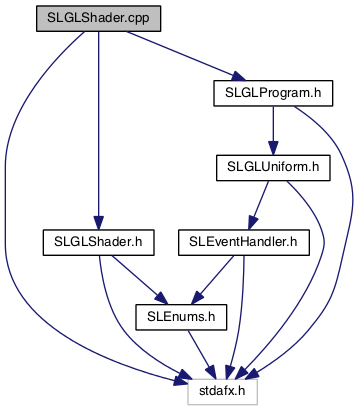 SLGLShader.cpp
SLGLProgram.h
SLGLUniform.h
SLGLShader.h
SLEventHandler.h
SLEnums.h
stdafx.h